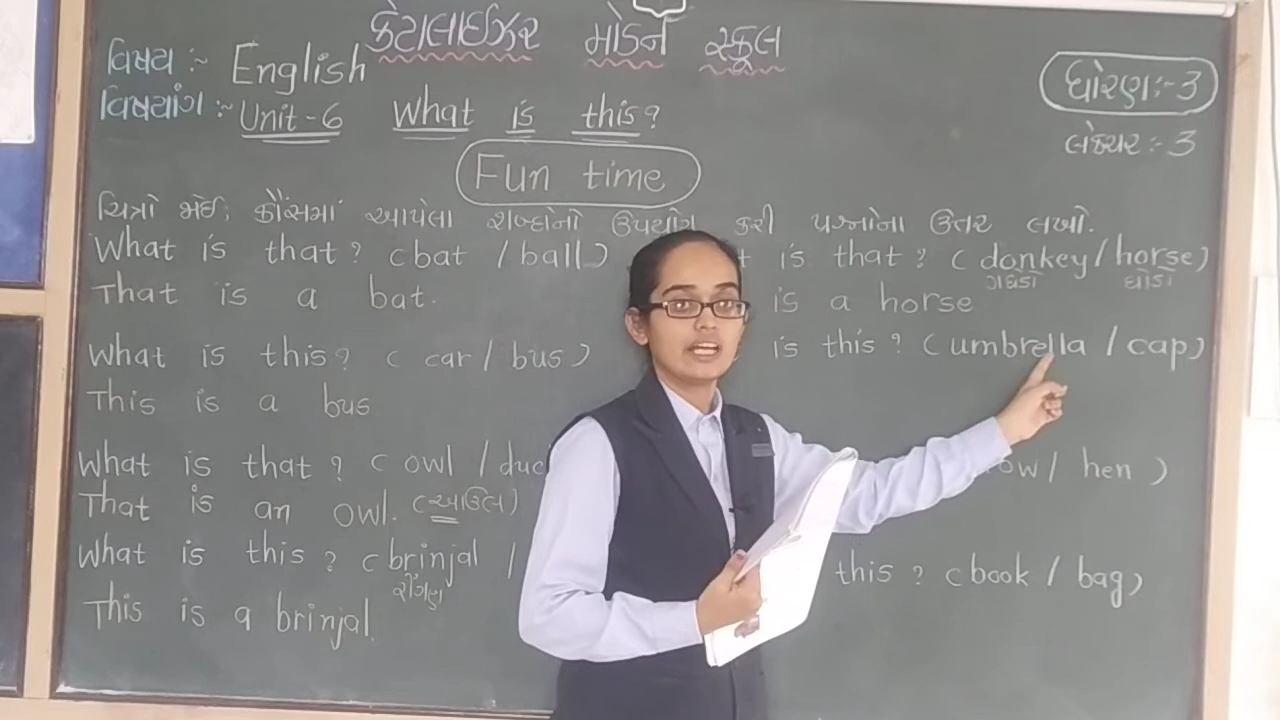 કેટલાઈઝર મોડર્ન સ્કૂલ
વિષય :- English
વિષયાંગ :- Unit - 6 What is this?
ધોરણ :- 3
લેક્ચર :- 3
Fun time
ચિત્રો જોઈ, કૌંસમાં આપેલા શબ્દોનો ઉપયોગ કરી પ્રશ્નોના ઉત્તર લખો.
What is that? (bat / ball)
That is a bat.
What is this? ( car / bus )
This is a bus
What is that ? ( owl /
That is an owl. (આઉલ)
What is this ? ( brinjal /
રીંગણ
This is a brinjal.
is that ? ( donkey / horse)
ગધેડો ઘોડો
is a horse
is this ? (umbrella / cap)
/ hen )
this ? (book / bag)